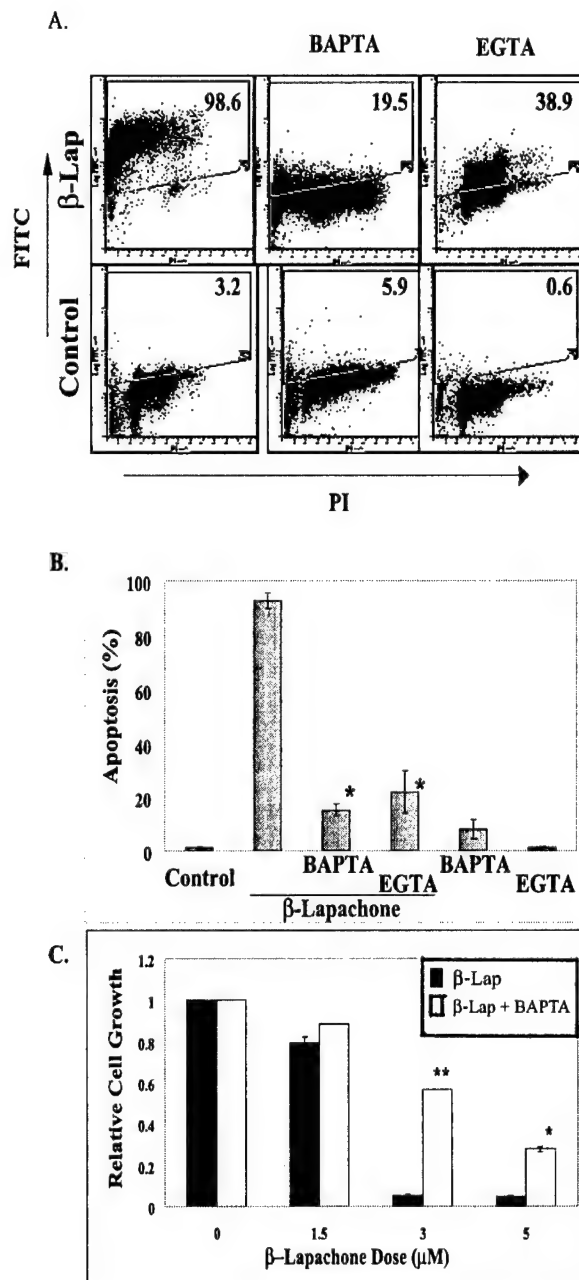 A.
BAPTA EGTA
98.6 19.5 38.9
β-Lap
FITC
3.2 5.9 0.6
Control
PI
B.
Apoptosis (%)
100
80
60
40
20
0
* *
Control BAPTA EGTA BAPTA EGTA
β-Lapachone
C.
Relative Cell Growth
1.2
1
0.8
0.6
0.4
0.2
0
β-Lap
β-Lap + BAPTA
** *
0 1.5 3 5
β-Lapachone Dose (μM)